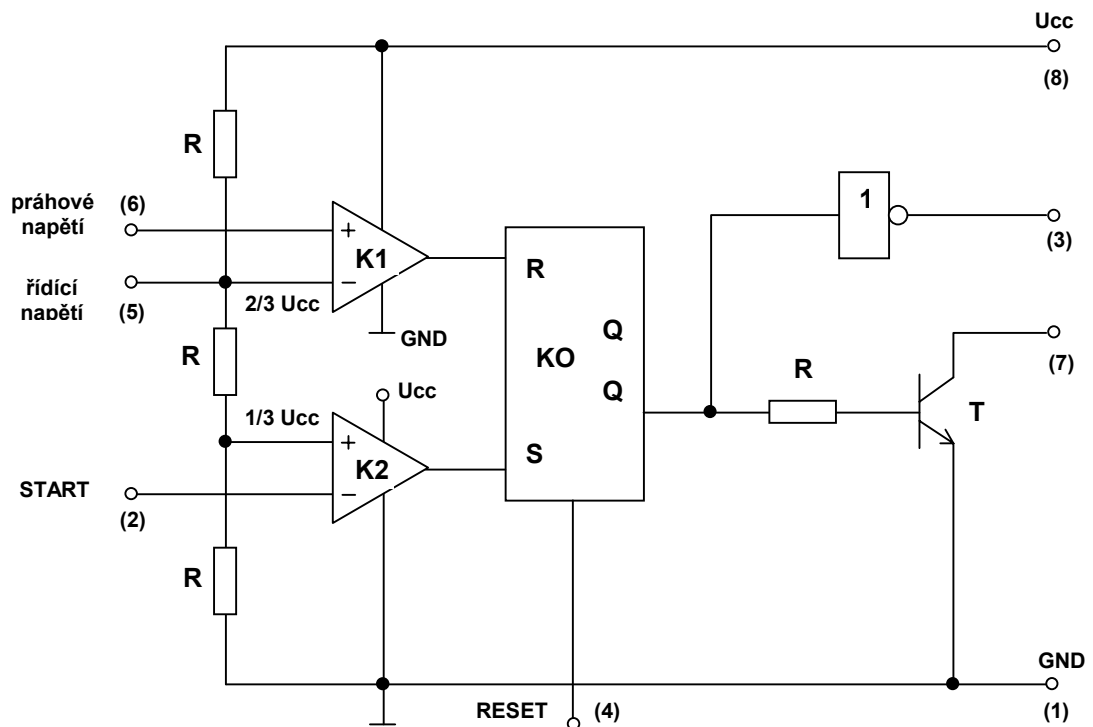 Ucc
(8)
R
práhové
napětí
(6)
1
(3)
+
K1
−
R
řídící
napětí
(5)
2/3 Ucc
GND
Q
R
KO
Q
R
(7)
T
Ucc
1/3 Ucc
+
K2
−
S
START
(2)
R
GND
(1)
RESET
(4)